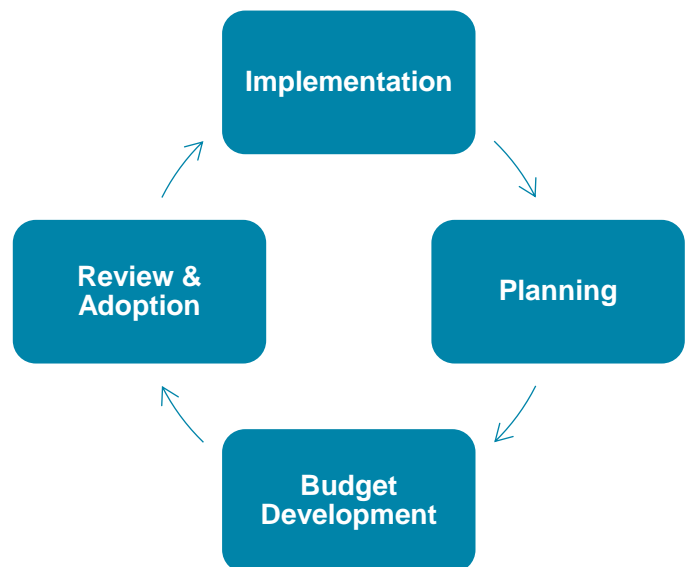 Implementation
Review &
Adoption
Planning
Budget
Development